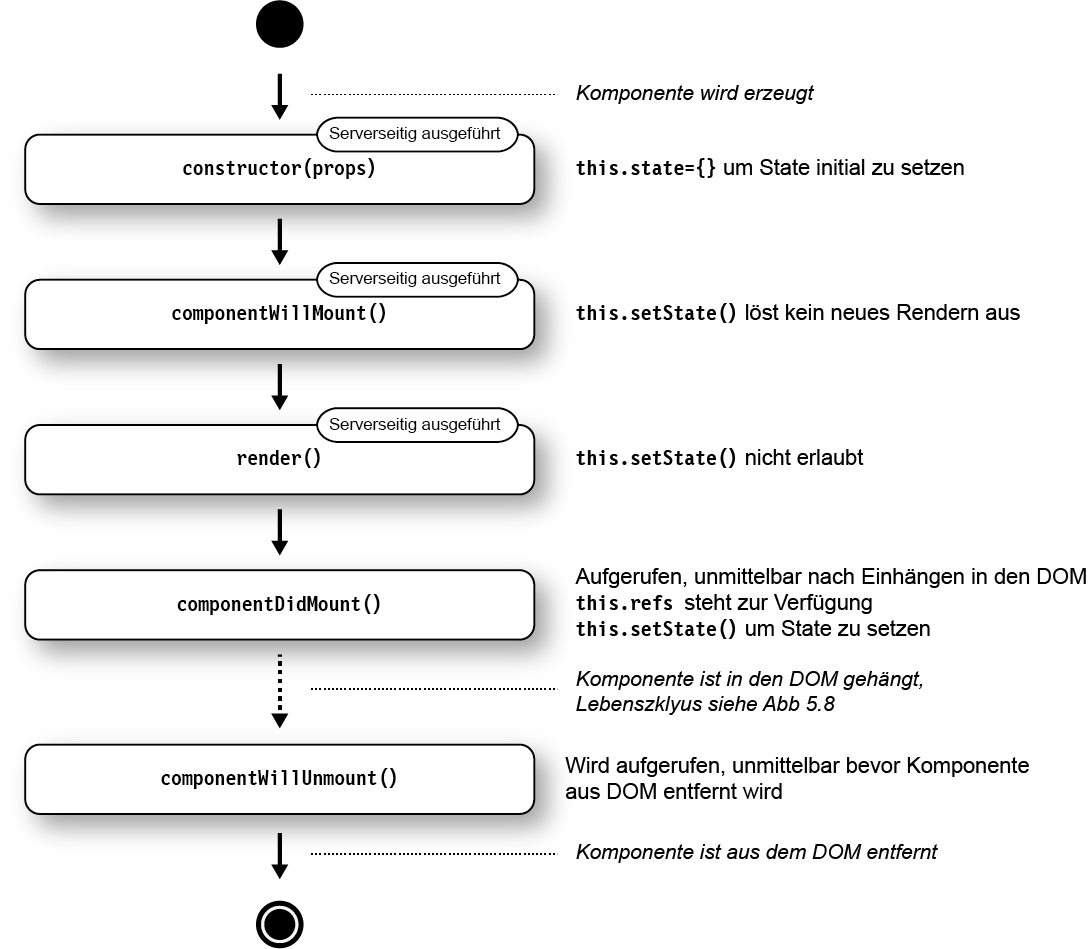 Komponente wird erzeugt
Serverseitig ausgeführt
constructor(props)
this.state={} um State initial zu setzen
Serverseitig ausgeführt
componentWillMount()
this.setState() löst kein neues Rendern aus
Serverseitig ausgeführt
render()
this.setState() nicht erlaubt
componentDidMount()
Aufgerufen, unmittelbar nach Einhängen in den DOM
this.refs steht zur Verfügung
this.setState() um State zu setzen
Komponente ist in den DOM gehängt,
Lebenszklyus siehe Abb 5.8
componentWillUnmount()
Wird aufgerufen, unmittelbar bevor Komponente
aus DOM entfernt wird
Komponente ist aus dem DOM entfernt